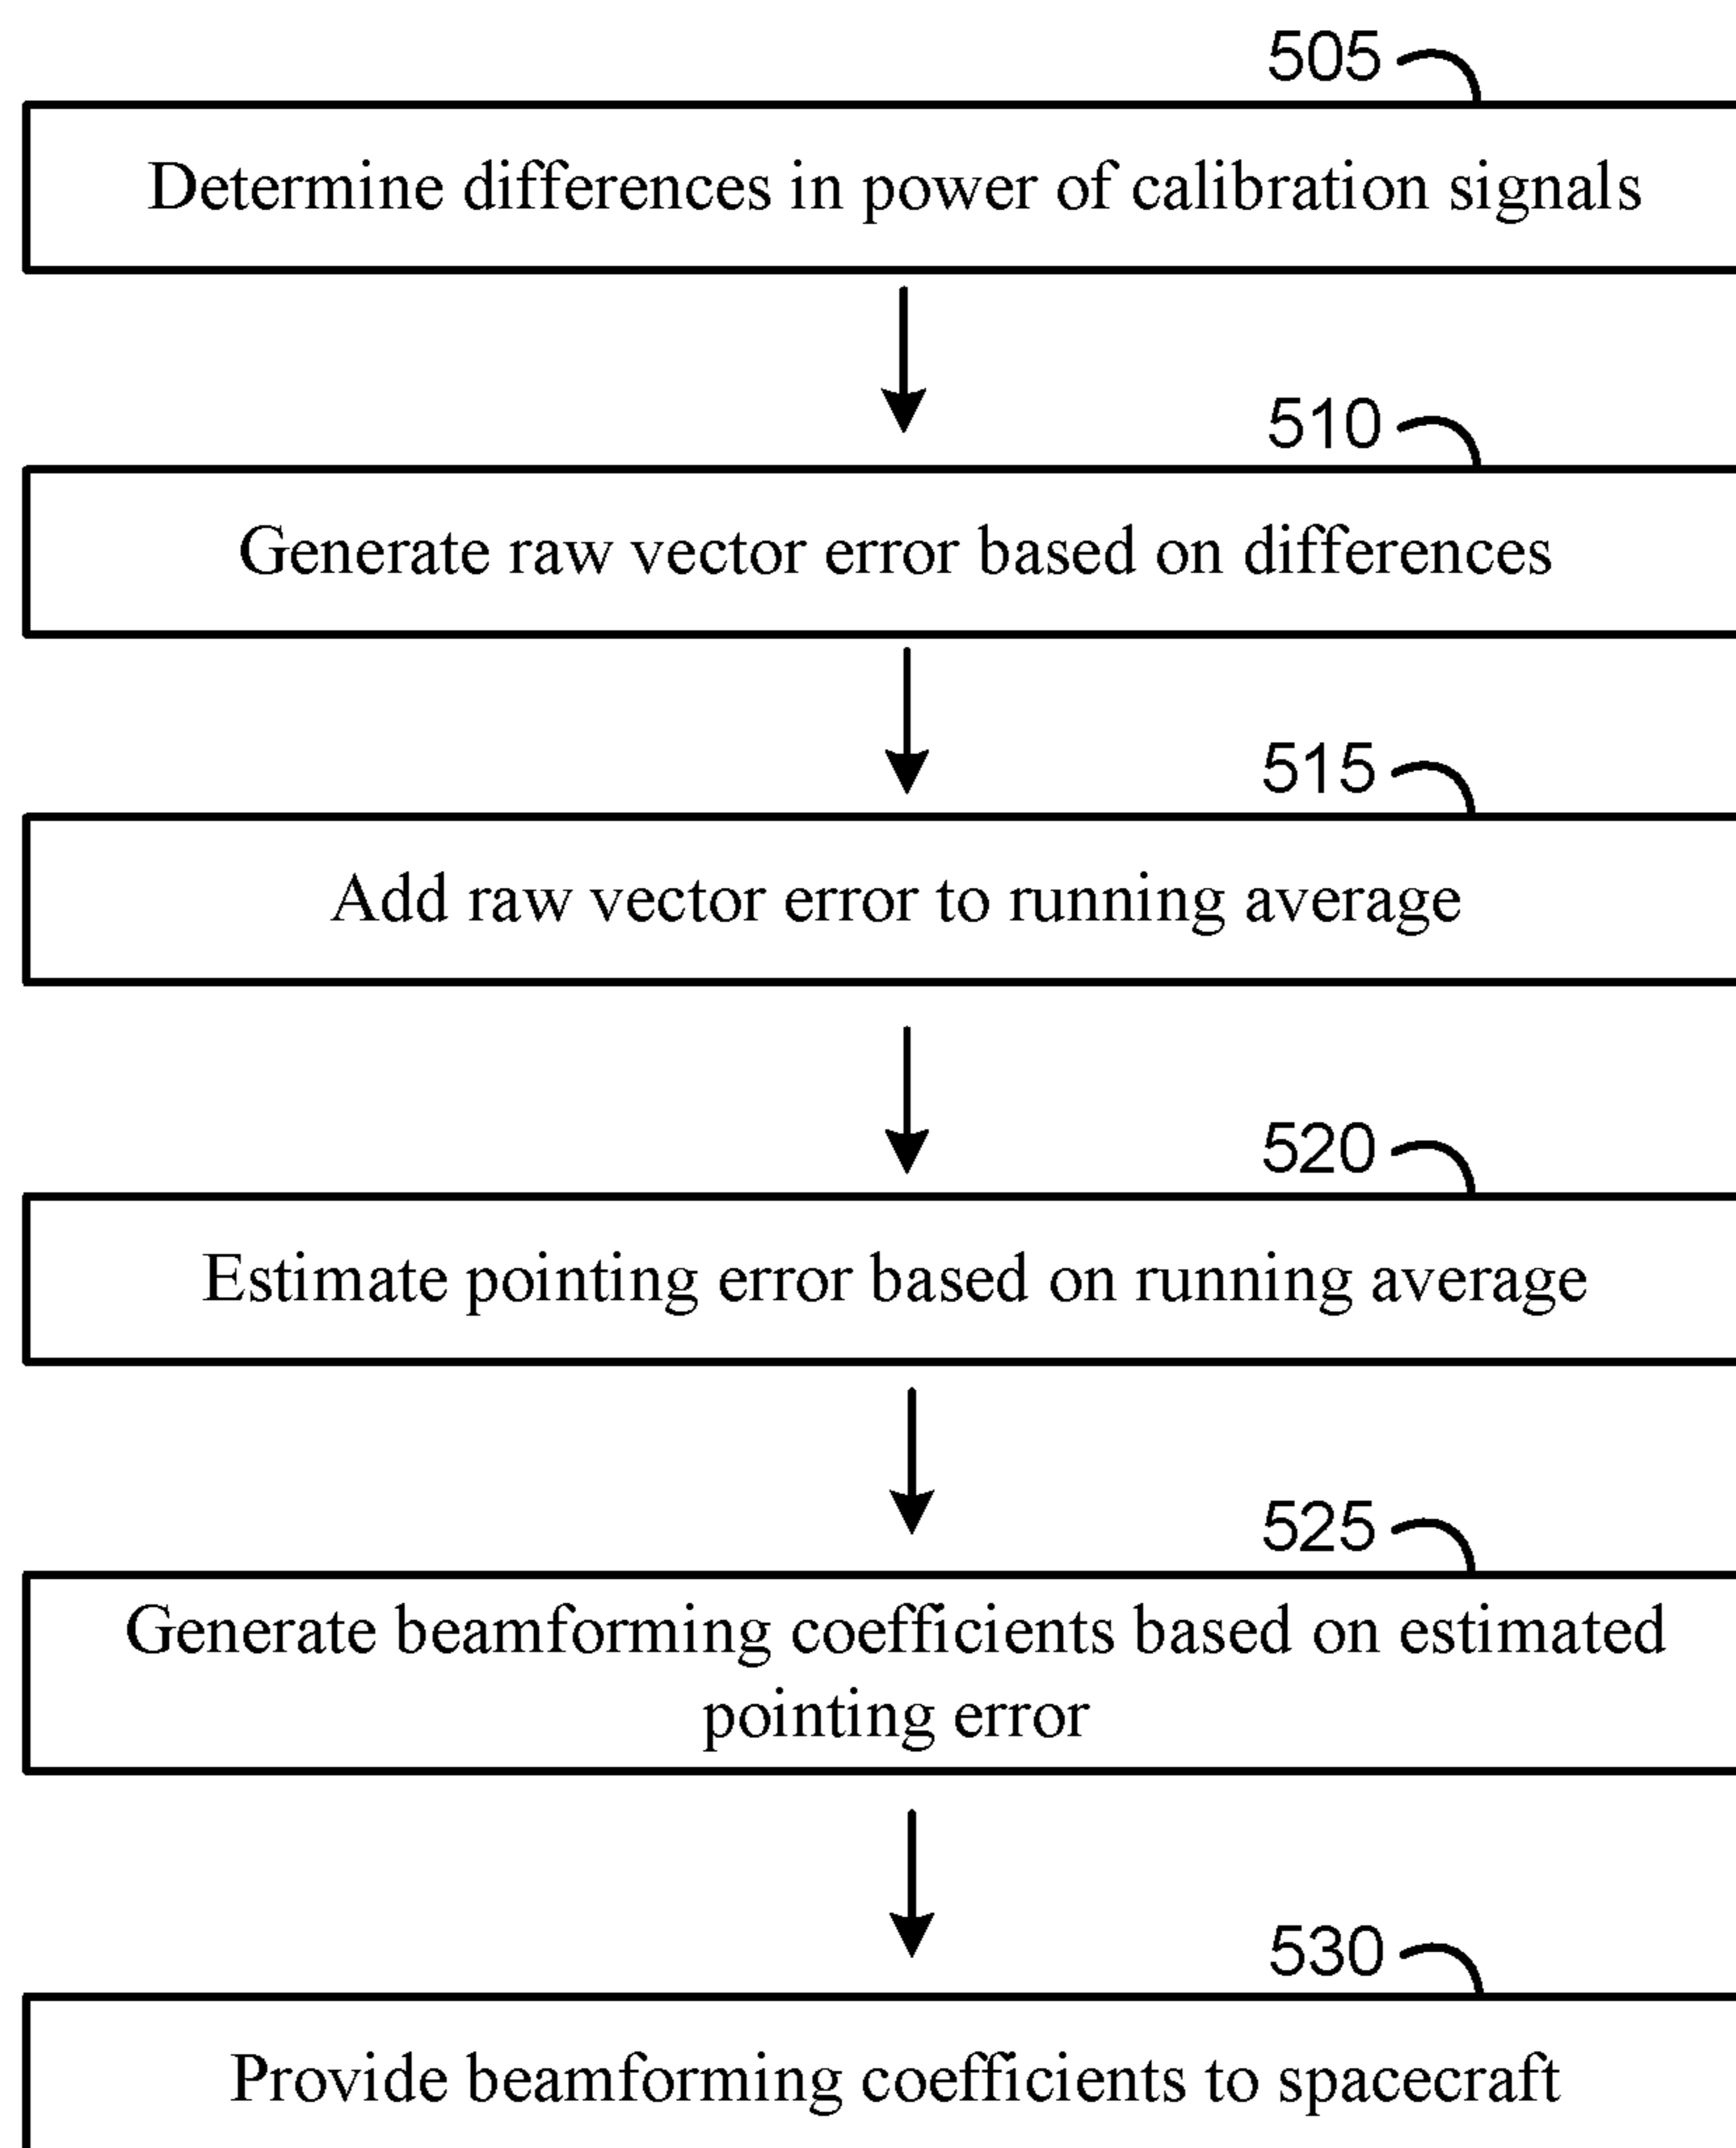 505
Determine differences in power of calibration signals
510
Generate raw vector error based on differences
515
Add raw vector error to running average
520
Estimate pointing error based on running average
525
Generate beamforming coefficients based on estimated
pointing error
530
Provide beamforming coefficients to spacecraft